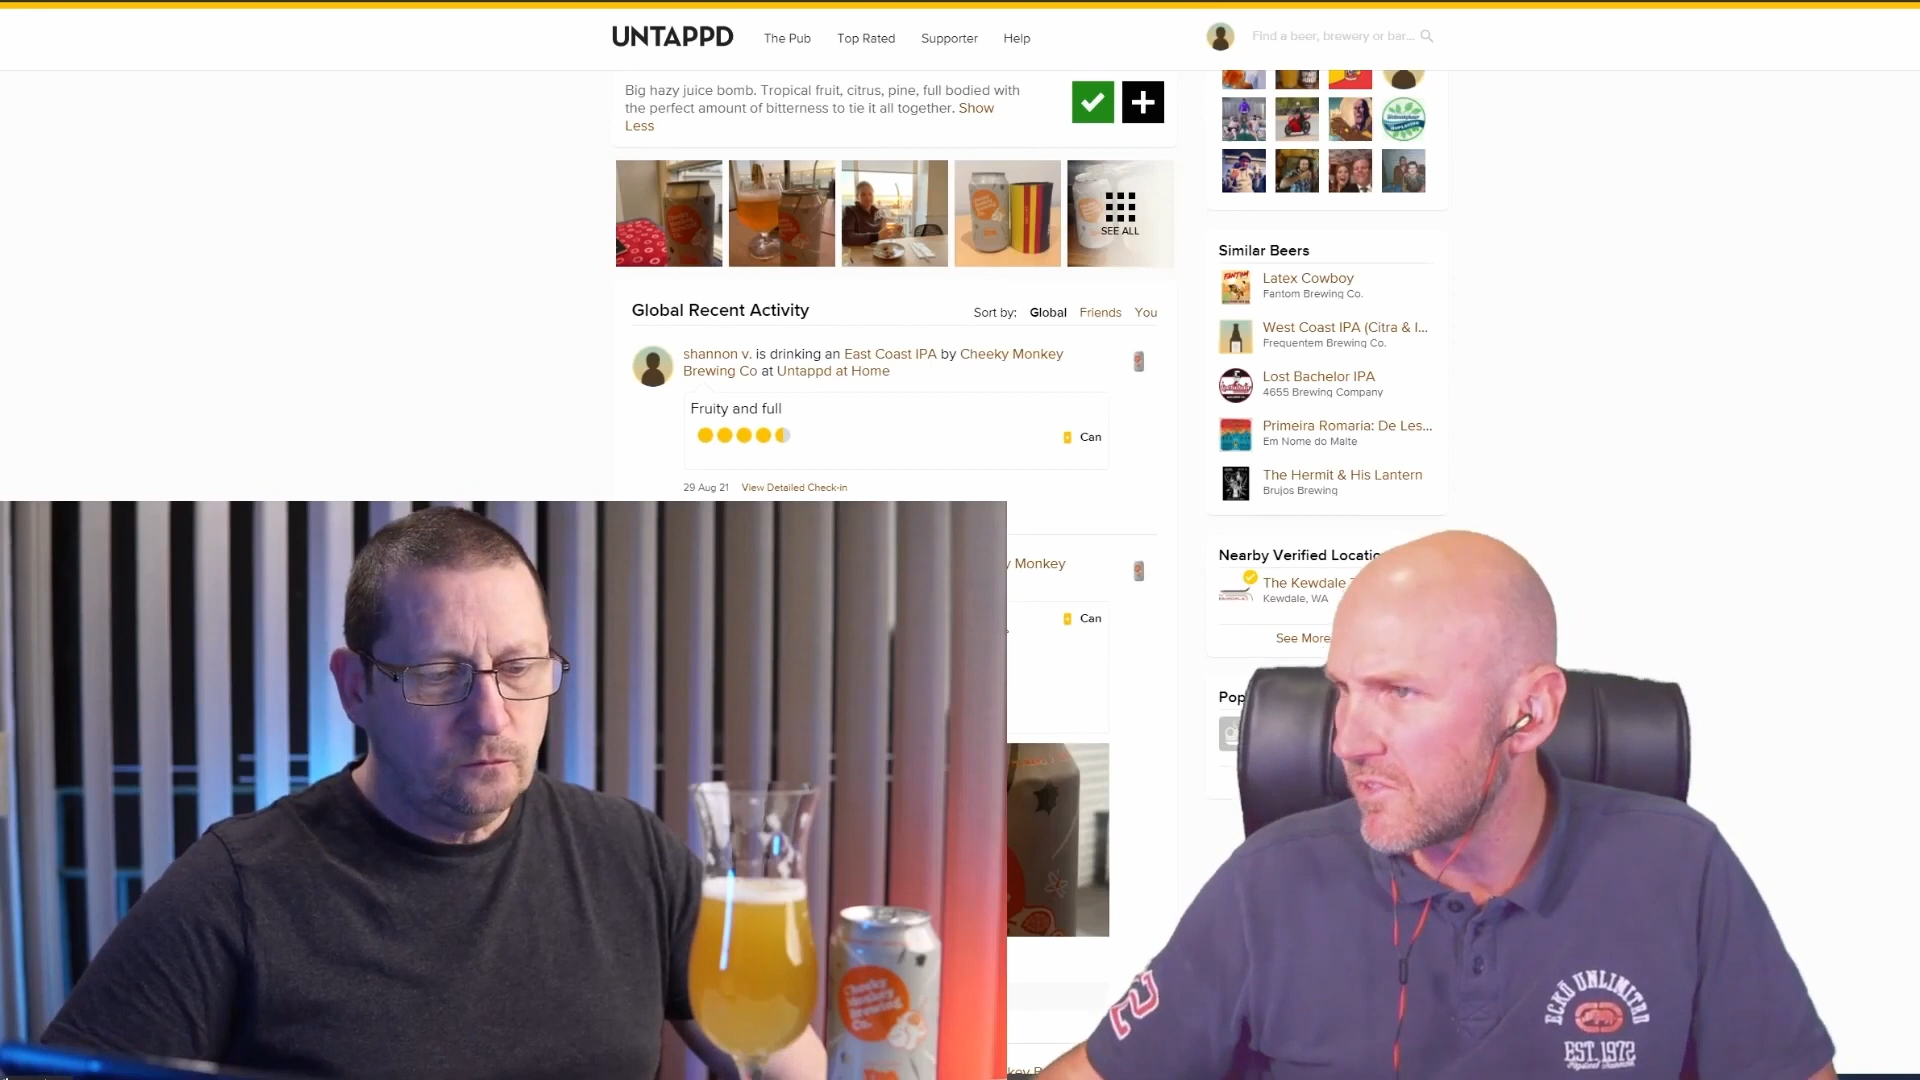 UNTAPPD
The Pub
Top Rated
Supporter
Help
Find a beer, brewery or bar...
Big hazy juice bomb. Tropical fruit, citrus, pine, full bodied with
the perfect amount of bitterness to tie it all together. Show
Less
SEE ALL
Global Recent Activity
Sort by: Global Friends You
shannon v. is drinking an East Coast IPA by Cheeky Monkey
Brewing Co at Untappd at Home
Fruity and full
Can
29 Aug 21 View Detailed Check-in
Monkey
Can
Similar Beers
Latex Cowboy
Fantom Brewing Co.
West Coast IPA (Citra & I...
Frequentem Brewing Co.
Lost Bachelor IPA
4655 Brewing Company
Primeira Romaria: De Les...
Em Nome do Malte
The Hermit & His Lantern
Brujos Brewing
Nearby Verified Locatio
The Kewdale
Kewdale, WA
See More
Pop
Cheeky
Monkey
Brewing
Co.
ECKŌ UNLIMITED
EST. 1972